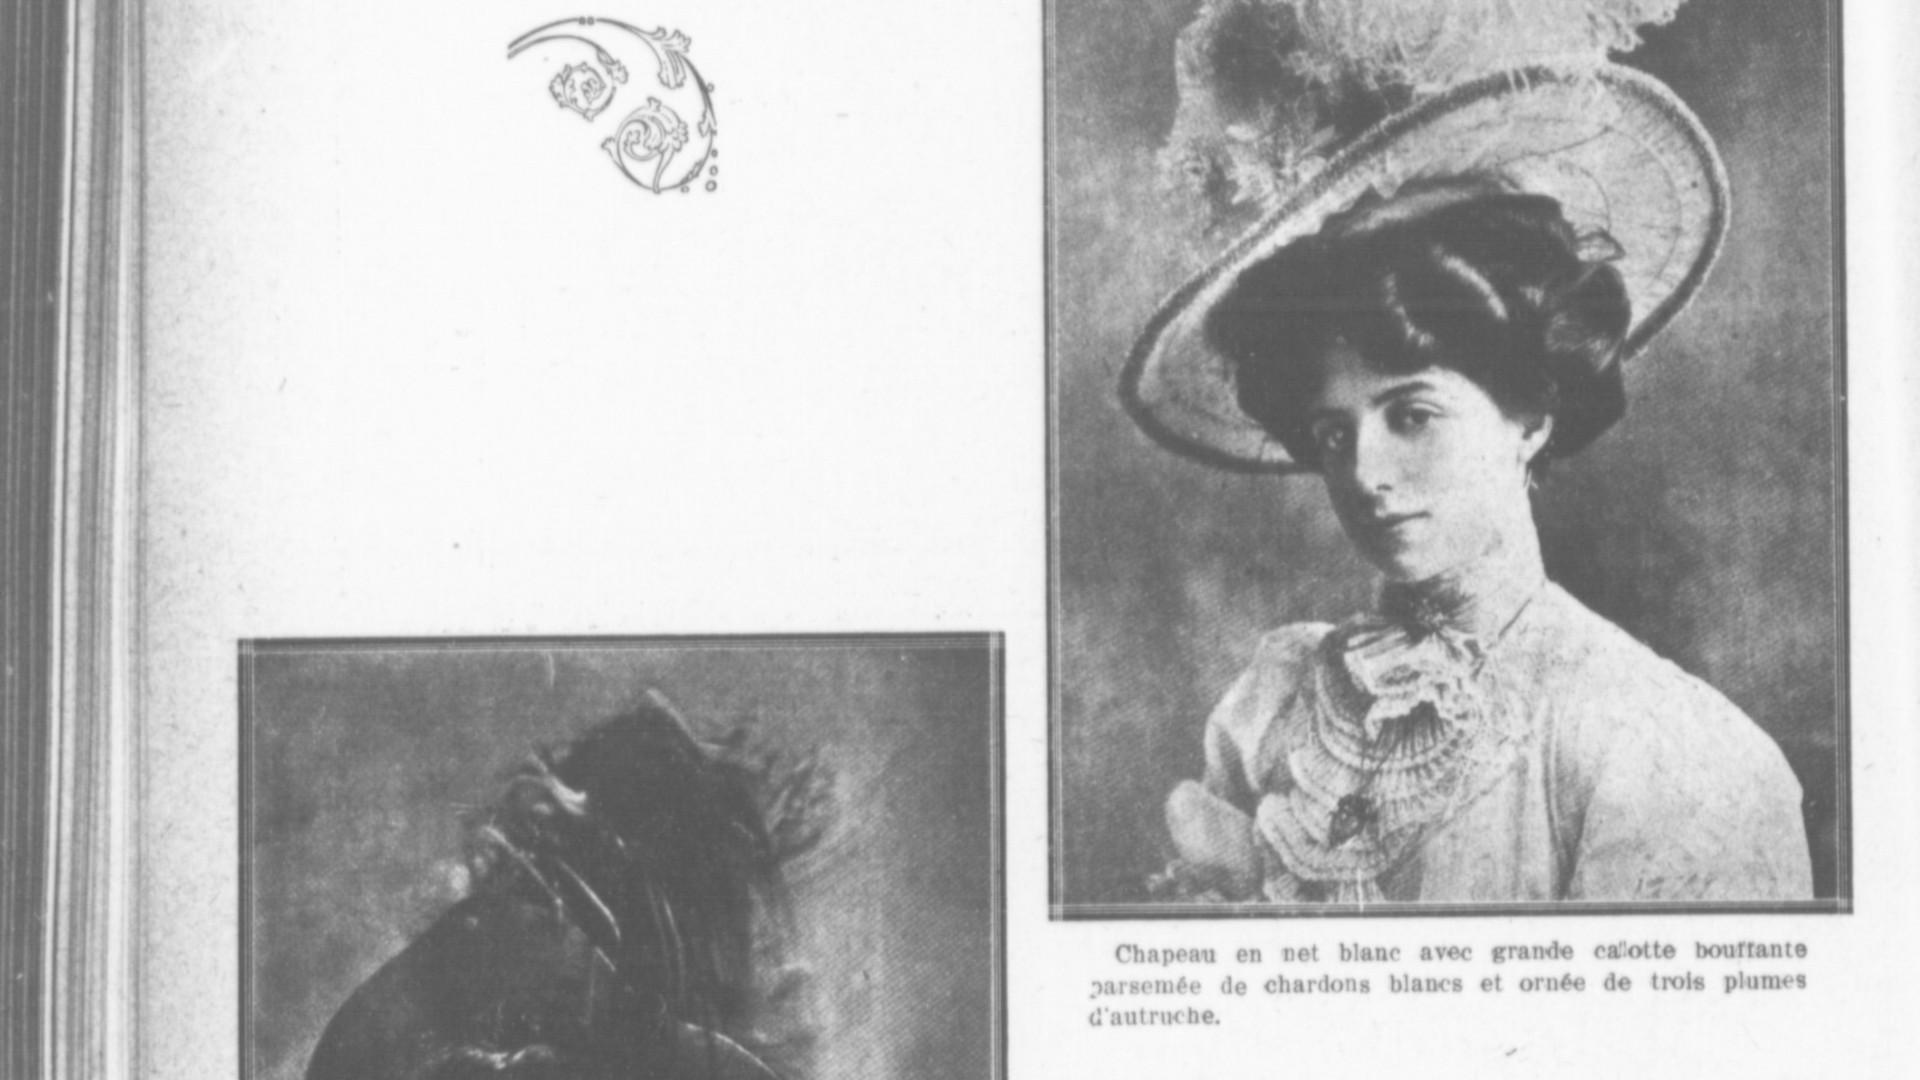 Chapeau en net blanc avec grande calotte bouffante
parsemée de chardons blancs et ornée de trois plumes
d'autruche.